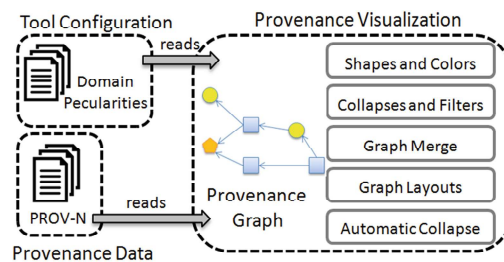 Tool Configuration
Provenance Visualization
reads
Domain
Pecularities
Shapes and Colors
Collapses and Filters
Graph Merge
Graph Layouts
Automatic Collapse
Provenance
Graph
PROV-N
reads
Provenance Data